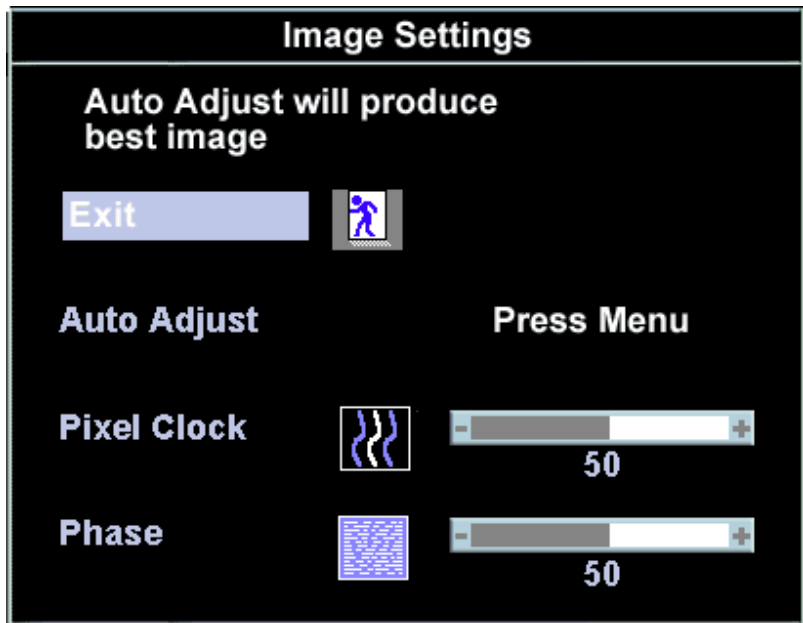 Image Settings
Auto Adjust will produce
best image
Exit
Auto Adjust Press Menu
Pixel Clock - +
50
Phase - +
50